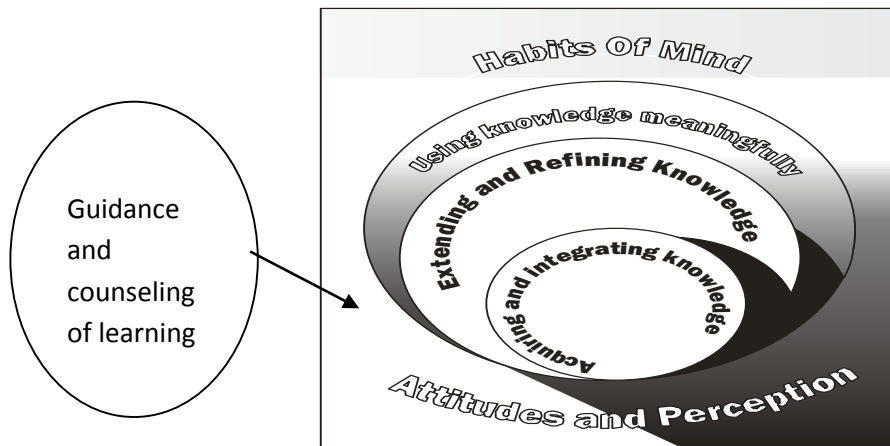 Habits Of Mind
Using knowledge meaningfully
Extending and Refining Knowledge
Acquiring and integrating knowledge
Attitudes and Perception
Guidance
and
counseling
of learning